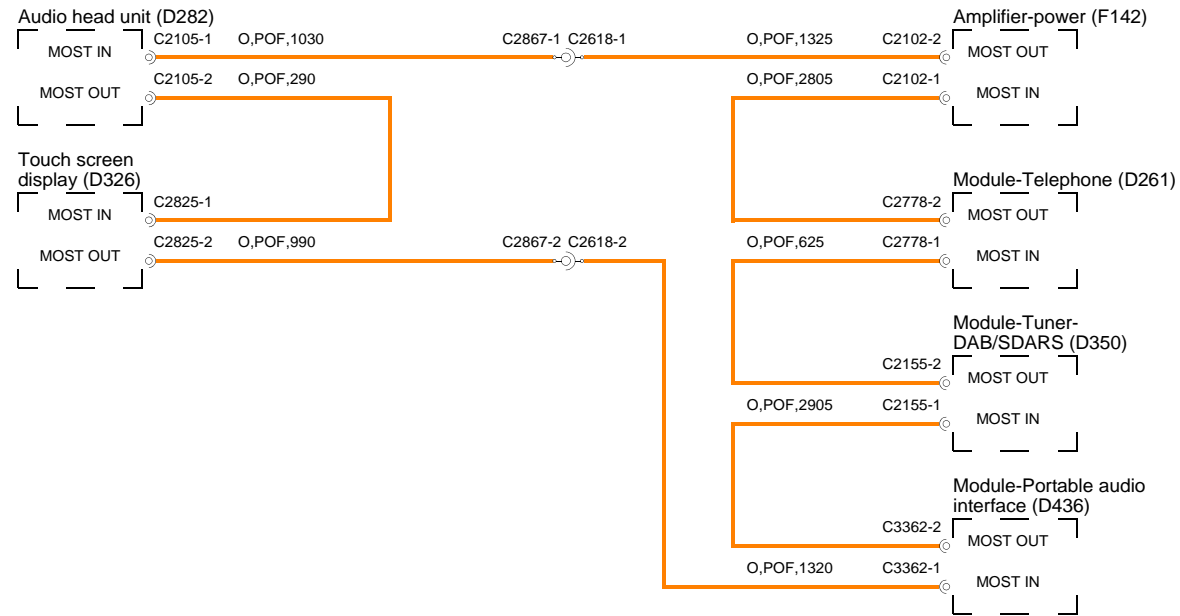 Audio head unit (D282)
MOST IN
C2105-1 O,POF,1030
C2867-1 C2618-1
O,POF,1325 C2102-2
Amplifier-power (F142)
MOST OUT
MOST OUT
C2105-2 O,POF,290
O,POF,2805 C2102-1
MOST IN
Touch screen
display (D326)
MOST IN
C2825-1
Module-Telephone (D261)
C2778-2
MOST OUT
MOST OUT
C2825-2 O,POF,990
C2867-2 C2618-2
O,POF,625 C2778-1
MOST IN
Module-Tuner-
DAB/SDARS (D350)
C2155-2
MOST OUT
O,POF,2905 C2155-1
MOST IN
Module-Portable audio
interface (D436)
C3362-2
MOST OUT
O,POF,1320 C3362-1
MOST IN